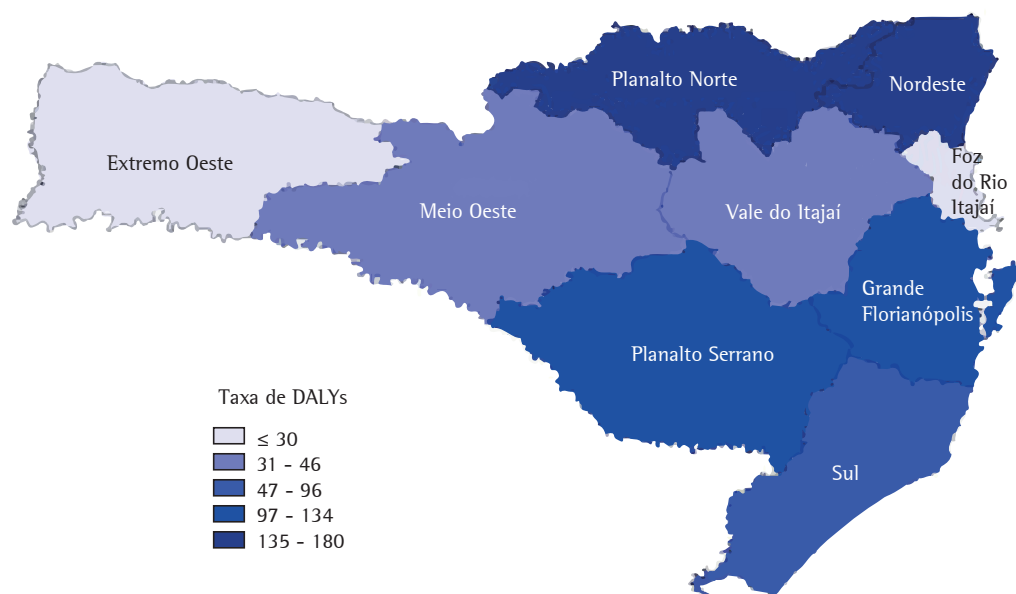 Planalto Norte
Nordeste
Extremo Oeste
Foz
do Rio
Itajaí
Meio Oeste
Vale do Itajaí
Grande
Florianópolis
Planalto Serrano
Sul
Taxa de DALYs
≤ 30
31 - 46
47 - 96
97 - 134
135 - 180